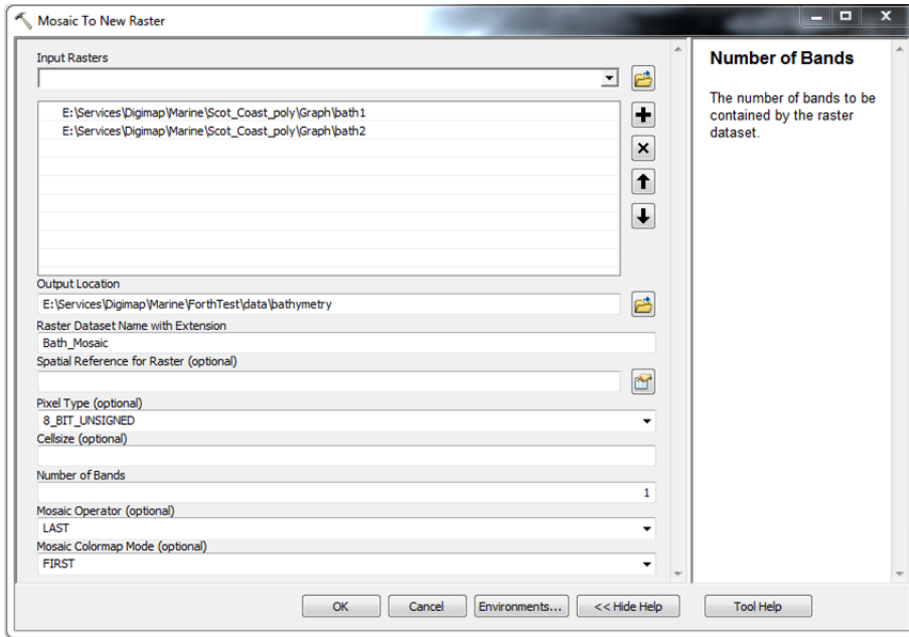 Mosaic To New Raster
Input Rasters
E:\Services\Digimap\Marine\Scot_Coast_poly\Graph\bath1
E:\Services\Digimap\Marine\Scot_Coast_poly\Graph\bath2
Output Location
E:\Services\Digimap\Marine\ForthTest\data\bathymetry
Raster Dataset Name with Extension
Bath_Mosaic
Spatial Reference for Raster (optional)
Pixel Type (optional)
8_BIT_UNSIGNED
Cellsize (optional)
Number of Bands
1
Mosaic Operator (optional)
LAST
Mosaic Colormap Mode (optional)
FIRST
OK
Cancel
Environments...
<< Hide Help
Number of Bands
The number of bands to be
contained by the raster
dataset.
Tool Help